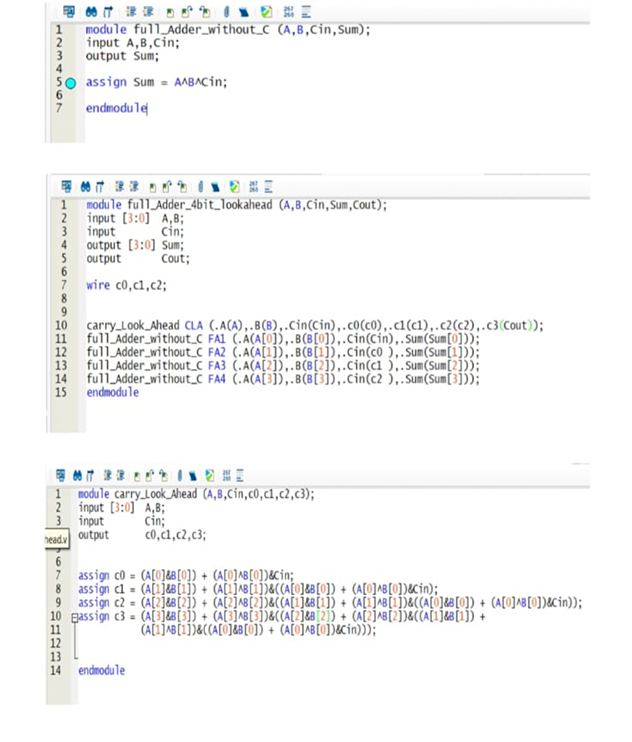 1 module full_Adder_without_C (A,B,Cin,Sum);
2 input A,B,Cin;
3 output Sum;
4
5 assign Sum = A^B^Cin;
6
7 endmodule
1 module full_Adder_4bit_lookahead (A,B,Cin,Sum,Cout);
2 input [3:0] A,B;
3 input Cin;
4 output [3:0] Sum;
5 output Cout;
6
7 wire c0,c1,c2;
8
9
10 carry_Look_Ahead CLA (.A(A),.B(B),.Cin(Cin),.c0(c0),.c1(c1),.c2(c2),.c3(Cout));
11 full_Adder_without_C FA1 (.A(A[0]),.B(B[0]),.Cin(Cin),.Sum(Sum[0]));
12 full_Adder_without_C FA2 (.A(A[1]),.B(B[1]),.Cin(c0 ),.Sum(Sum[1]));
13 full_Adder_without_C FA3 (.A(A[2]),.B(B[2]),.Cin(c1 ),.Sum(Sum[2]));
14 full_Adder_without_C FA4 (.A(A[3]),.B(B[3]),.Cin(c2 ),.Sum(Sum[3]));
15 endmodule
1 module carry_Look_Ahead (A,B,Cin,c0,c1,c2,c3);
2 input [3:0] A,B;
3 input Cin;
head.v output c0,c1,c2,c3;
6
7 assign c0 = (A[0]&B[0]) + (A[0]^B[0])&Cin;
8 assign c1 = (A[1]&B[1]) + (A[1]^B[1])&((A[0]&B[0]) + (A[0]^B[0])&Cin);
9 assign c2 = (A[2]&B[2]) + (A[2]^B[2])&((A[1]&B[1]) + (A[1]^B[1])&((A[0]&B[0]) + (A[0]^B[0])&Cin));
10 assign c3 = (A[3]&B[3]) + (A[3]^B[3])&((A[2]&B[2]) + (A[2]^B[2])&((A[1]&B[1]) +
11 (A[1]^B[1])&((A[0]&B[0]) + (A[0]^B[0])&Cin)));
12
13
14 endmodule